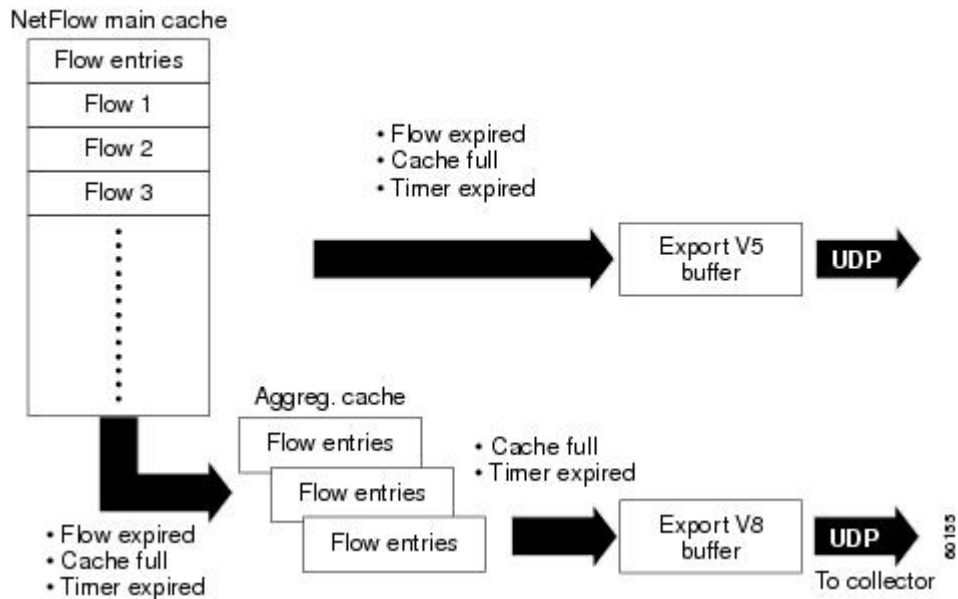 NetFlow main cache
Flow entries
Flow 1
Flow 2
Flow 3
• Flow expired
• Cache full
• Timer expired
Export V5
buffer
UDP
Aggreg. cache
Flow entries
Flow entries
Flow entries
• Flow expired
• Cache full
• Timer expired
• Cache full
• Timer expired
Export V8
buffer
UDP
To collector
60155